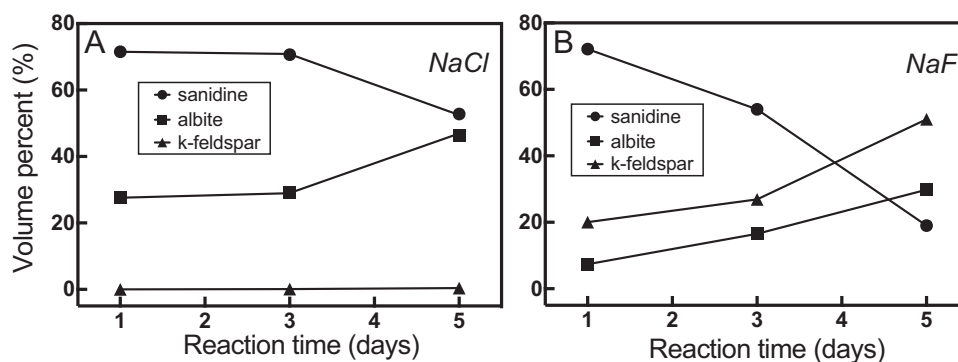 A
NaCl
Volume percent (%)
80
60
40
20
0
sanidine
albite
k-feldspar
1
2
3
4
5
Reaction time (days)
B
NaF
80
60
40
20
0
sanidine
albite
k-feldspar
1
2
3
4
5
Reaction time (days)